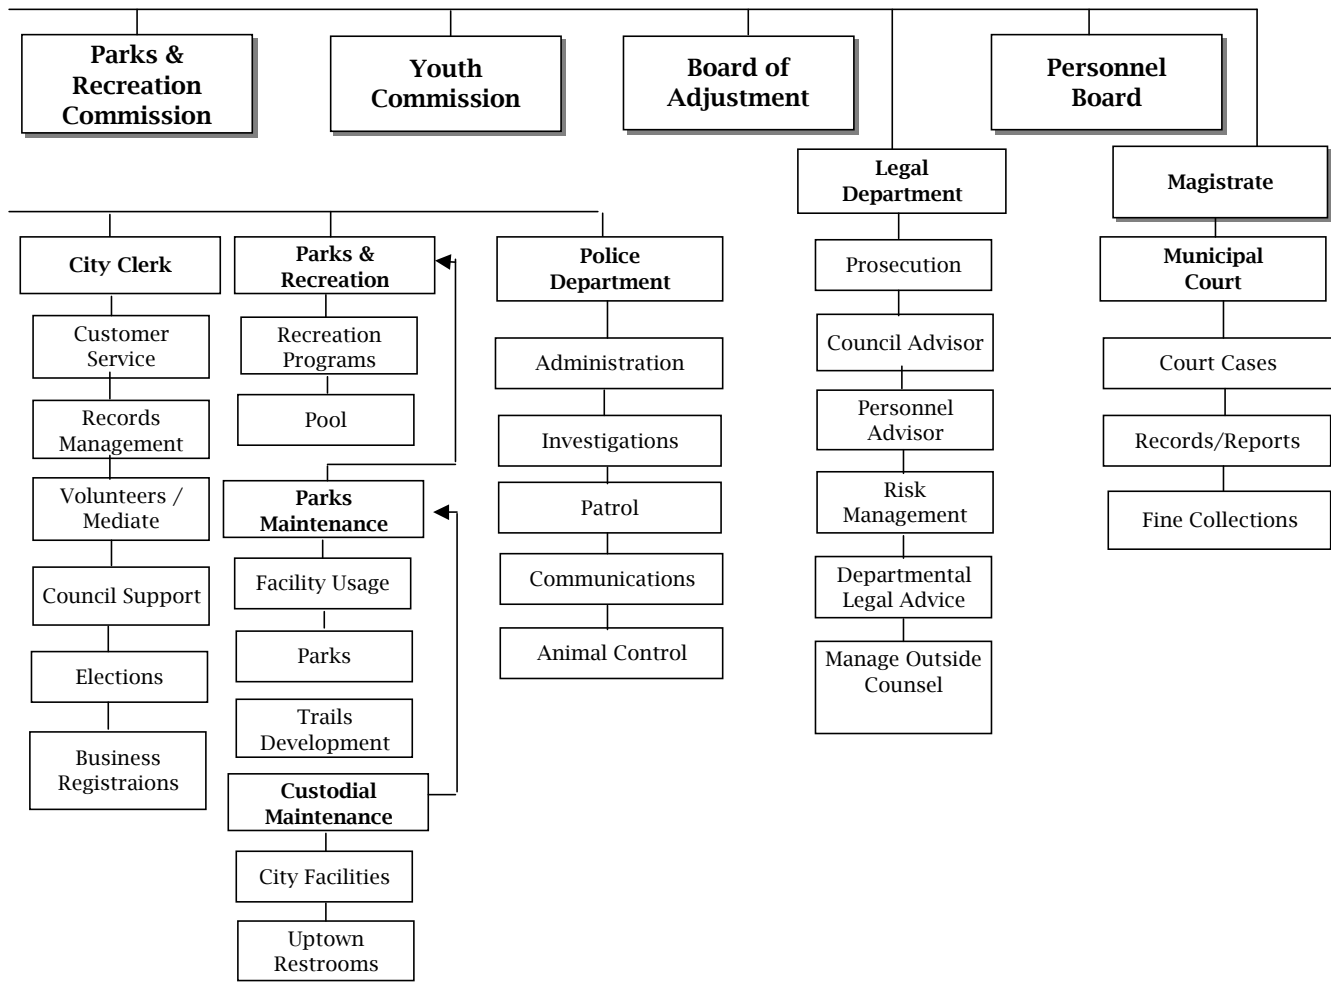 Parks &
Recreation
Commission
Youth
Commission
Board of
Adjustment
Personnel
Board
Legal
Department
Magistrate
City Clerk
Parks &
Recreation
Police
Department
Prosecution
Municipal
Court
Customer
Service
Records
Management
Volunteers /
Mediate
Council Support
Elections
Business
Registraions
Recreation
Programs
Pool
Parks
Maintenance
Facility Usage
Parks
Trails
Development
Custodial
Maintenance
City Facilities
Uptown
Restrooms
Administration
Investigations
Patrol
Communications
Animal Control
Council Advisor
Personnel
Advisor
Risk
Management
Departmental
Legal Advice
Manage Outside
Counsel
Court Cases
Records/Reports
Fine Collections